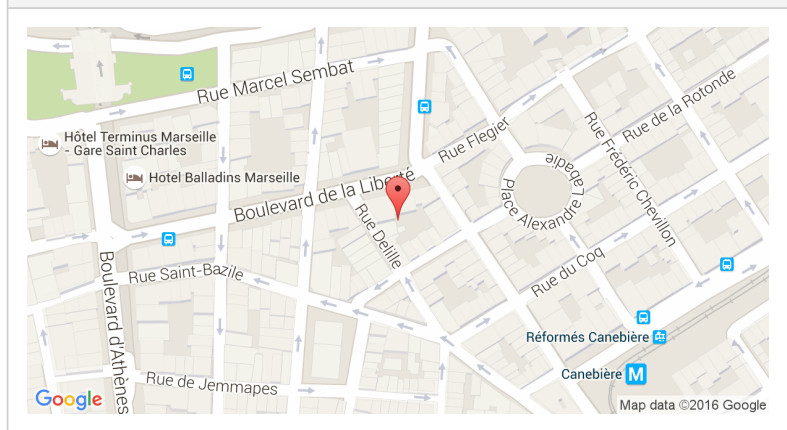 Rue Marcel Sembat
Hôtel Terminus Marseille
- Gare Saint Charles
Hotel Balladins Marseille
Boulevard de la Liberté
Rue Flegier
Rue Frédéric Chevillon
Rue de la Rotonde
Place Alexandre Labadie
Rue Delille
Rue Saint-Bazile
Boulevard d'Athènes
Rue du Coq
Réformés Canebière
Canebière M
Rue de Jemmapes
Google
Map data ©2016 Google